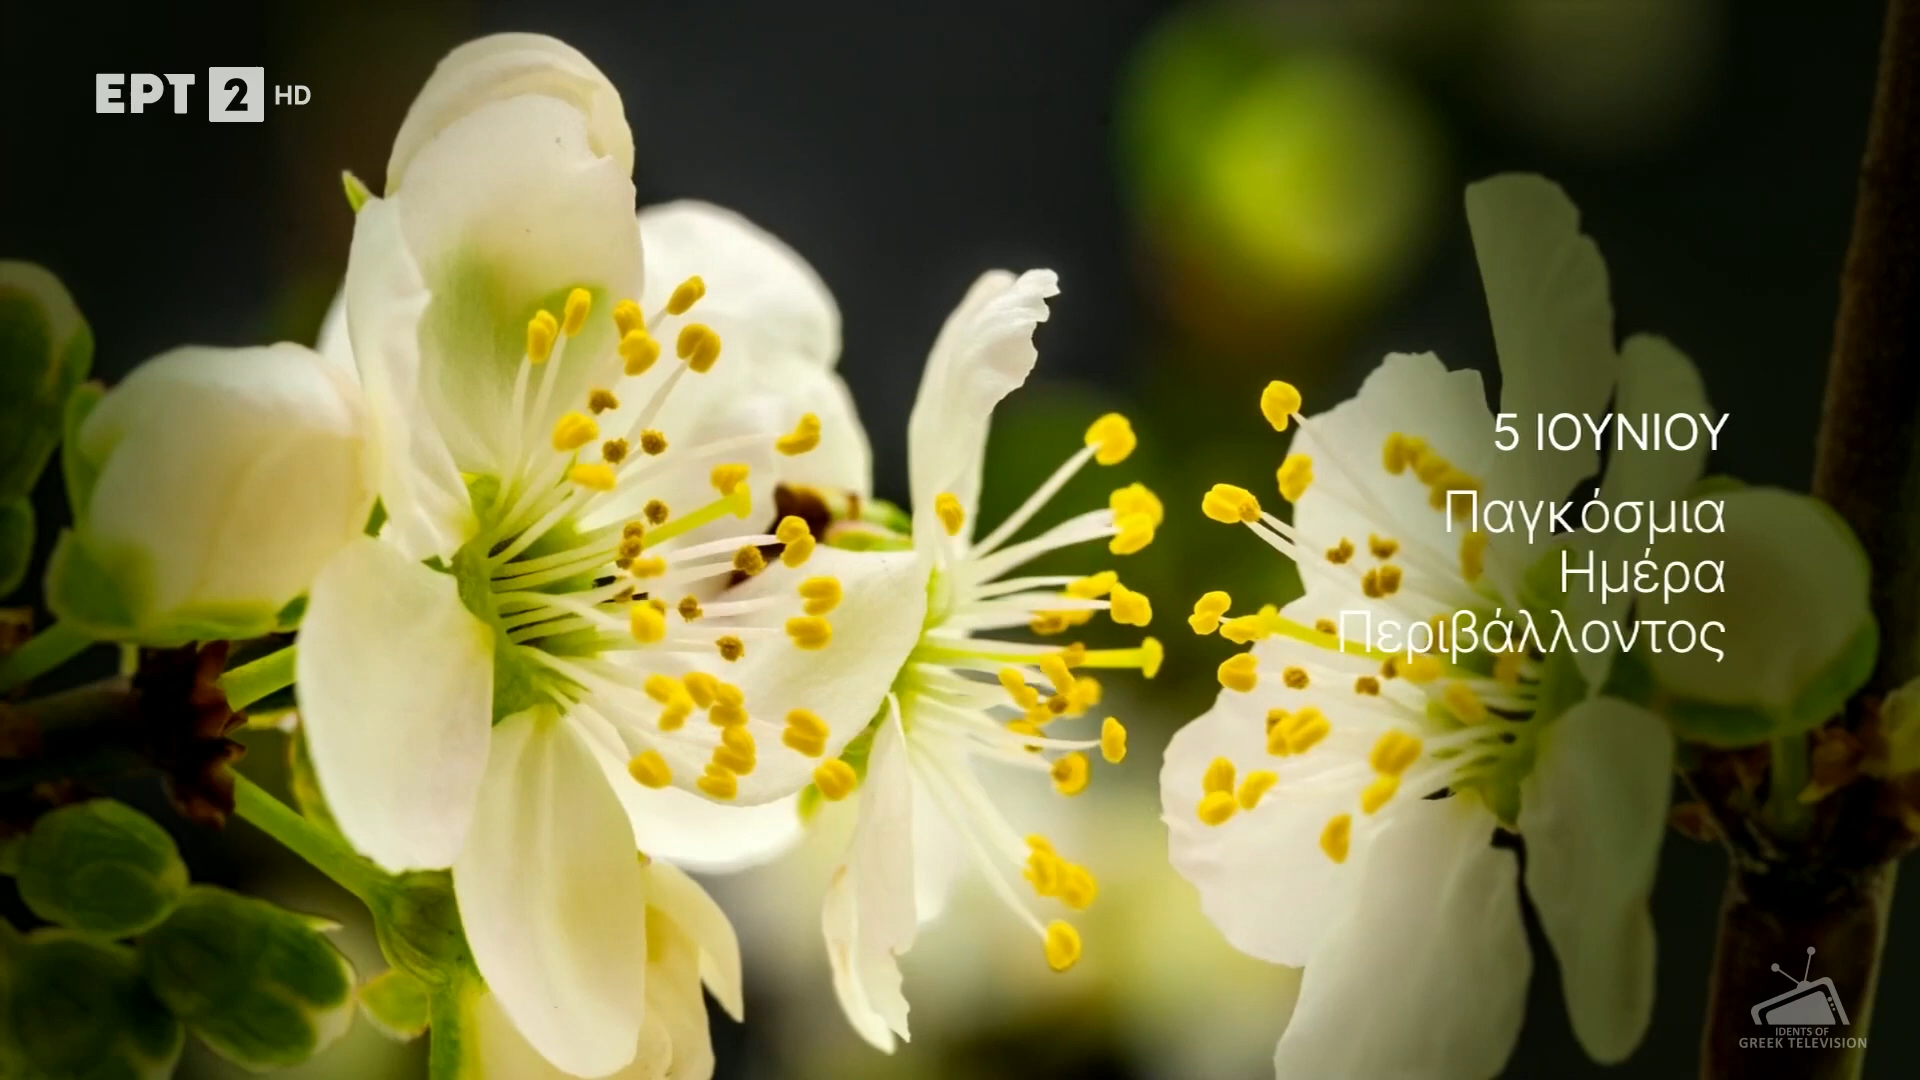 ΕΡΤ 2 HD
5 ΙΟΥΝΙΟΥ
Παγκόσμια
Ημέρα
Περιβάλλοντος
IDENTS OF
GREEK TELEVISION